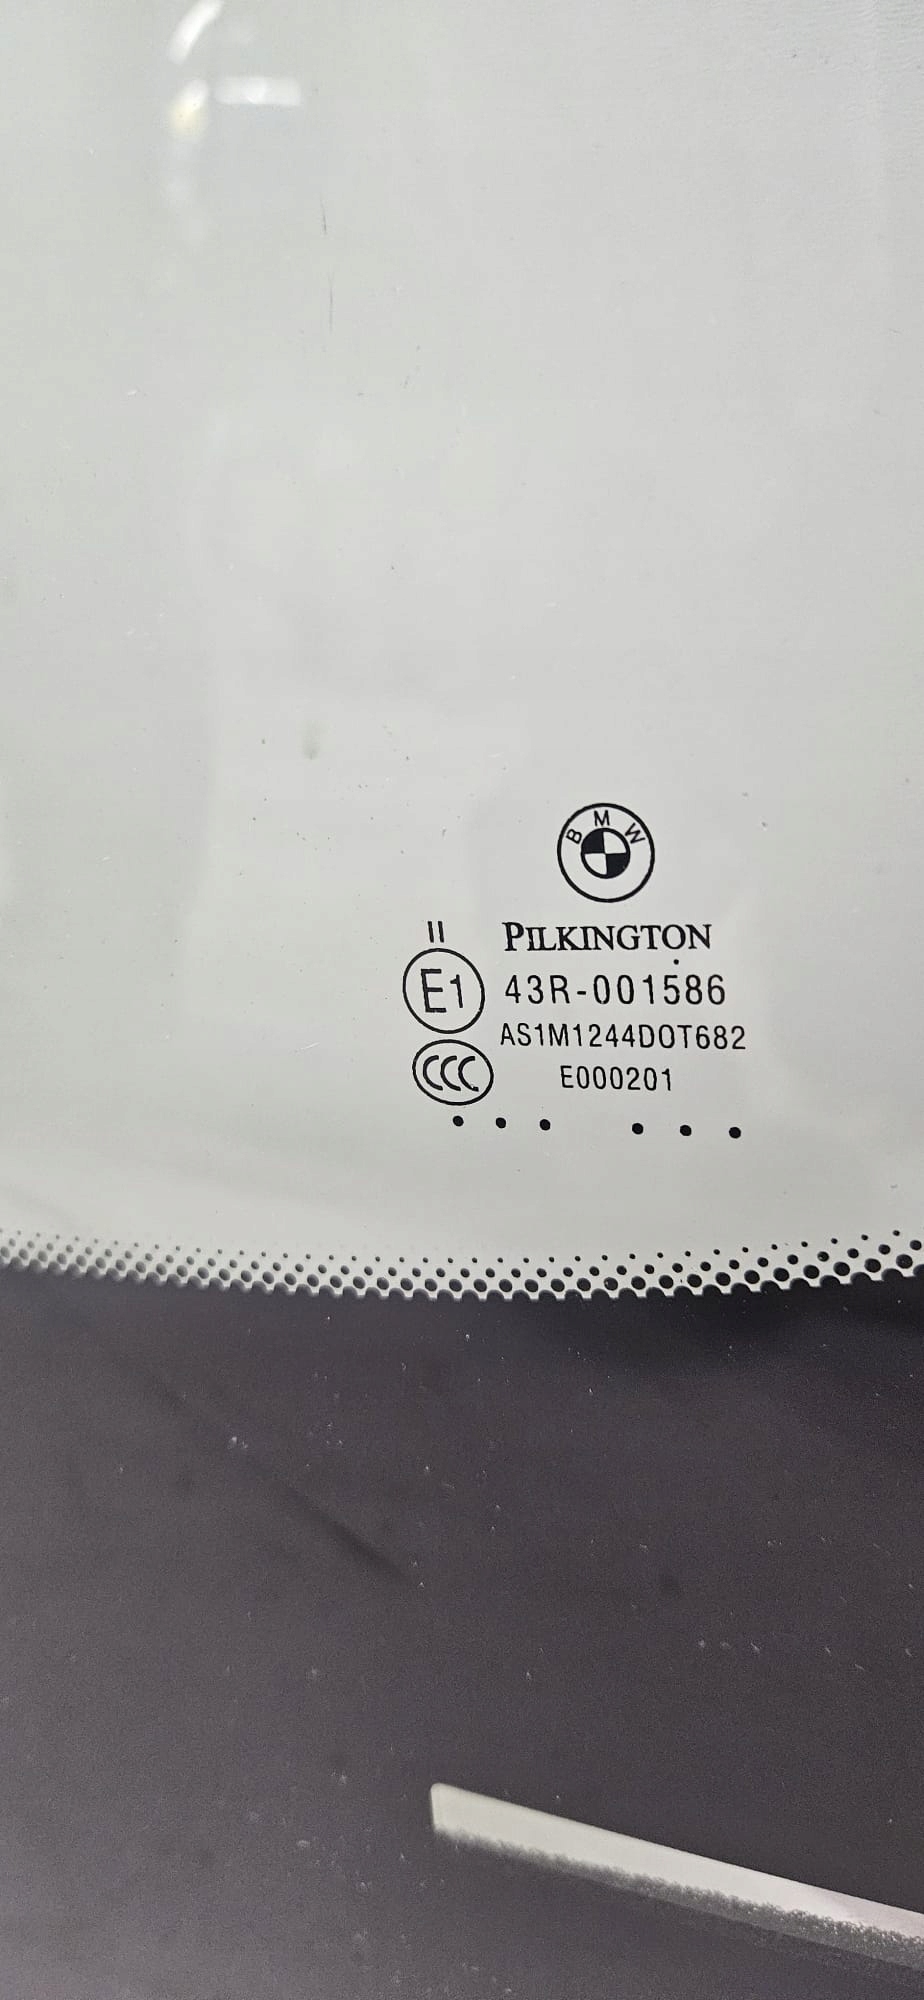 BMW
PILKINGTON
II
E1 43R-001586
AS1M1244DOT682
CCC E000201